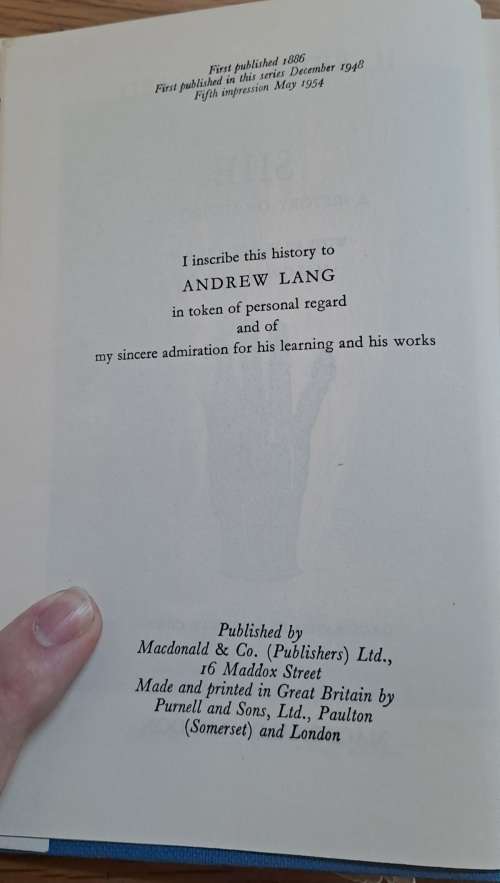 First published 1886
First published in this series December 1948
Fifth impression May 1954
I inscribe this history to
ANDREW LANG
in token of personal regard
and of
my sincere admiration for his learning and his works
Published by
Macdonald & Co. (Publishers) Ltd.,
16 Maddox Street
Made and printed in Great Britain by
Purnell and Sons, Ltd., Paulton
(Somerset) and London